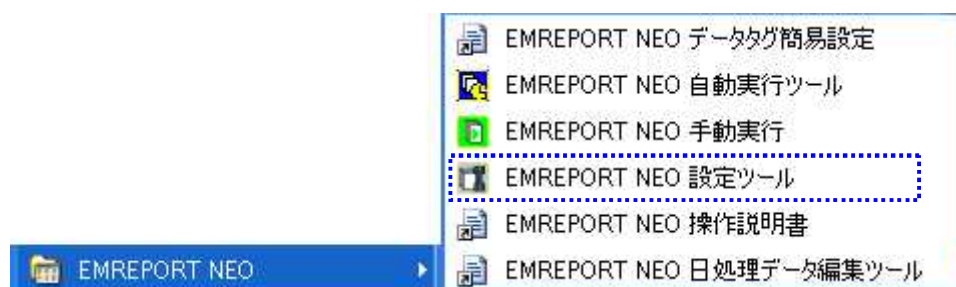 EMREPORT NEO データタグ簡易設定
EMREPORT NEO 自動実行ツール
EMREPORT NEO 手動実行
EMREPORT NEO 設定ツール
EMREPORT NEO 操作説明書
EMREPORT NEO
EMREPORT NEO 日処理データ編集ツール